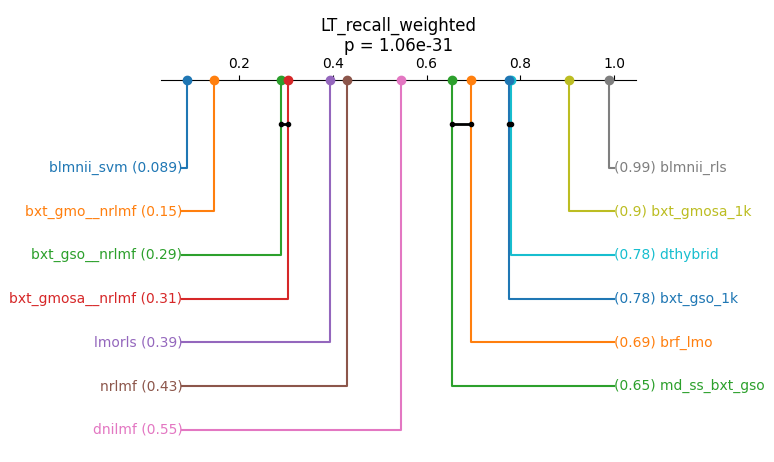 LT_recall_weighted
p = 1.06e-31
0.2 0.4 0.6 0.8 1.0
blmnii_svm (0.089) (0.99) blmnii_rls
bxt_gmo__nrlmf (0.15) (0.9) bxt_gmosa_1k
bxt_gso__nrlmf (0.29) (0.78) dthybrid
bxt_gmosa__nrlmf (0.31) (0.78) bxt_gso_1k
lmorls (0.39) (0.69) brf_lmo
nrlmf (0.43) (0.65) md_ss_bxt_gso
dnilmf (0.55)